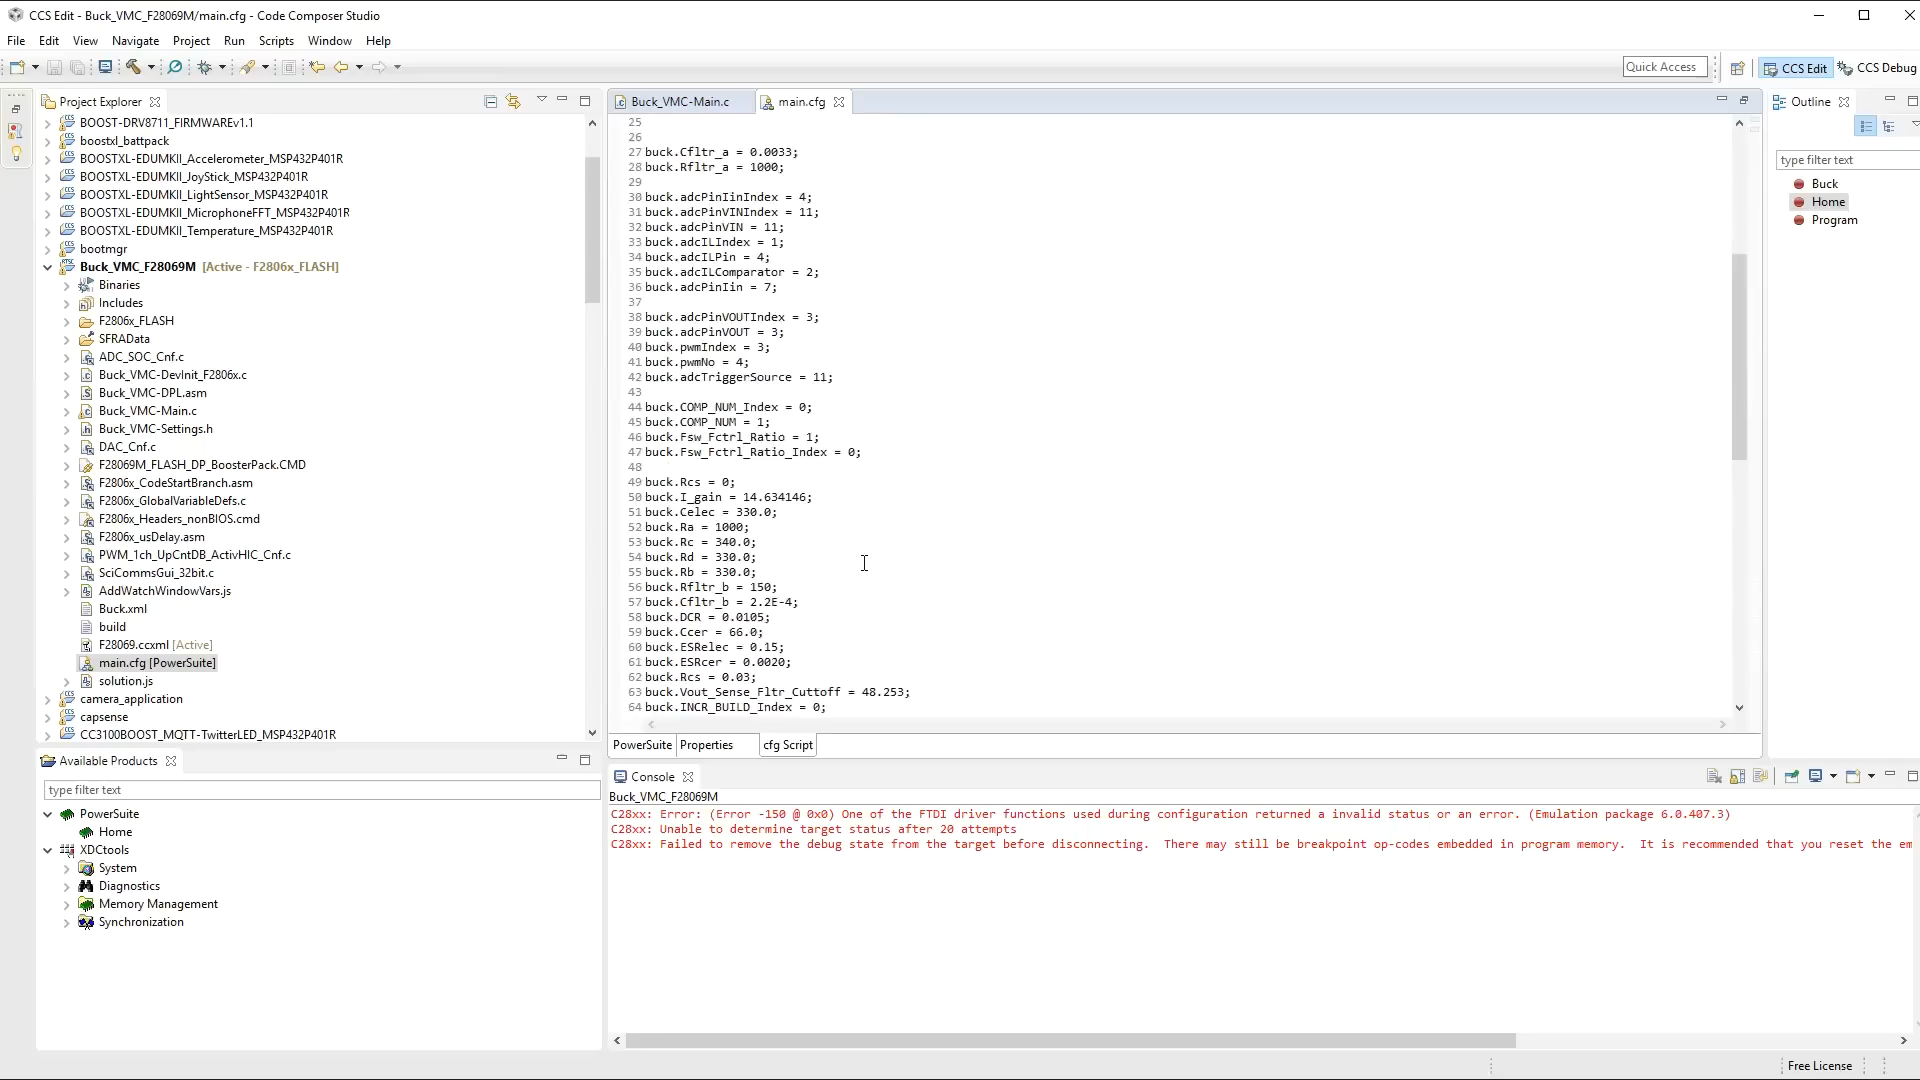 CCS Edit - Buck_VMC_F28069M/main.cfg - Code Composer Studio
File Edit View Navigate Project Run Scripts Window Help
Quick Access
CCS Edit
CCS Debug
Project Explorer
BOOST-DRV8711_FIRMWAREv1.1
boostxl_battpack
BOOSTXL-EDUMKII_Accelerometer_MSP432P401R
BOOSTXL-EDUMKII_JoyStick_MSP432P401R
BOOSTXL-EDUMKII_LightSensor_MSP432P401R
BOOSTXL-EDUMKII_MicrophoneFFT_MSP432P401R
BOOSTXL-EDUMKII_Temperature_MSP432P401R
bootmgr
Buck_VMC_F28069M [Active - F2806x_FLASH]
Binaries
Includes
F2806x_FLASH
SFRAData
ADC_SOC_Cnf.c
Buck_VMC-DevInit_F2806x.c
Buck_VMC-DPL.asm
Buck_VMC-Main.c
Buck_VMC-Settings.h
DAC_Cnf.c
F28069M_FLASH_DP_BoosterPack.CMD
F2806x_CodeStartBranch.asm
F2806x_GlobalVariableDefs.c
F2806x_Headers_nonBIOS.cmd
F2806x_usDelay.asm
PWM_1ch_UpCntDB_ActivHIC_Cnf.c
SciCommsGui_32bit.c
AddWatchWindowVars.js
Buck.xml
build
F28069.ccxml [Active]
main.cfg [PowerSuite]
solution.js
camera_application
capsense
CC3100BOOST_MQTT-TwitterLED_MSP432P401R
Available Products
type filter text
PowerSuite
Home
XDCtools
System
Diagnostics
Memory Management
Synchronization
Buck_VMC-Main.c
main.cfg
25
26
27 buck.Cfltr_a = 0.0033;
28 buck.Rfltr_a = 1000;
29
30 buck.adcPinIinIndex = 4;
31 buck.adcPinVINIndex = 11;
32 buck.adcPinVIN = 11;
33 buck.adcILIndex = 1;
34 buck.adcILPin = 4;
35 buck.adcILComparator = 2;
36 buck.adcPinIin = 7;
37
38 buck.adcPinVOUTIndex = 3;
39 buck.adcPinVOUT = 3;
40 buck.pwmIndex = 3;
41 buck.pwmNo = 4;
42 buck.adcTriggerSource = 11;
43
44 buck.COMP_NUM_Index = 0;
45 buck.COMP_NUM = 1;
46 buck.Fsw_Fctrl_Ratio = 1;
47 buck.Fsw_Fctrl_Ratio_Index = 0;
48
49 buck.Rcs = 0;
50 buck.I_gain = 14.634146;
51 buck.Celec = 330.0;
52 buck.Ra = 1000;
53 buck.Rc = 340.0;
54 buck.Rd = 330.0;
55 buck.Rb = 330.0;
56 buck.Rfltr_b = 150;
57 buck.Cfltr_b = 2.2E-4;
58 buck.DCR = 0.0105;
59 buck.Ccer = 66.0;
60 buck.ESRelec = 0.15;
61 buck.ESRcer = 0.0020;
62 buck.Rcs = 0.03;
63 buck.Vout_Sense_Fltr_Cuttoff = 48.253;
64 buck.INCR_BUILD_Index = 0;
PowerSuite Properties cfg Script
Outline
type filter text
Buck
Home
Program
Console
Buck_VMC_F28069M
C28xx: Error: (Error -150 @ 0x0) One of the FTDI driver functions used during configuration returned a invalid status or an error. (Emulation package 6.0.407.3)
C28xx: Unable to determine target status after 20 attempts
C28xx: Failed to remove the debug state from the target before disconnecting.  There may still be breakpoint op-codes embedded in program memory.  It is recommended that you reset the em
Free License